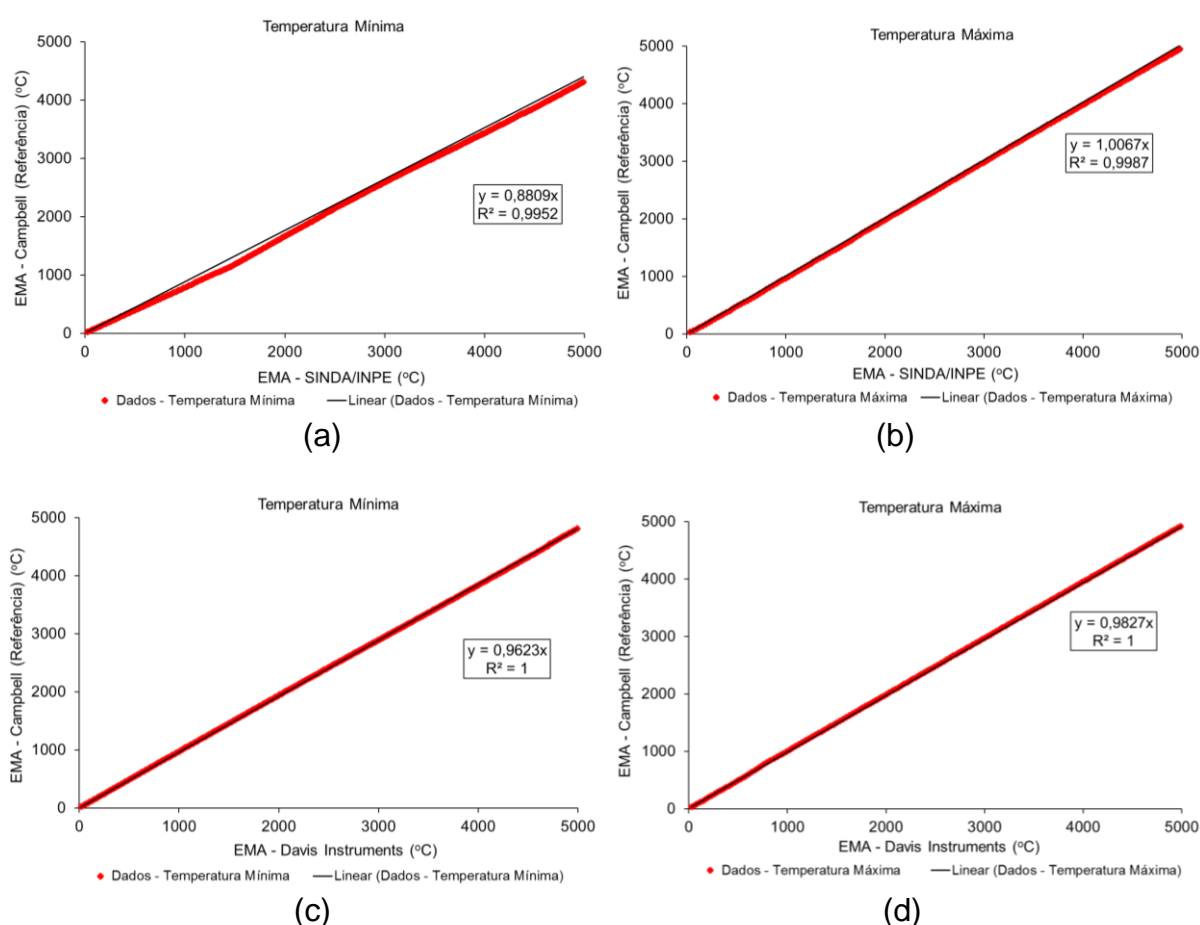 Temperatura Mínima
5000
4000
3000
2000
1000
0
EMA - Campbell (Referência) (ºC)
y = 0,8809x
R² = 0,9952
0 1000 2000 3000 4000 5000
EMA - SINDA/INPE (ºC)
Dados - Temperatura Mínima Linear (Dados - Temperatura Mínima)
(a)
Temperatura Máxima
5000
4000
3000
2000
1000
0
EMA - Campbell (Referência) (ºC)
y = 1,0067x
R² = 0,9987
0 1000 2000 3000 4000 5000
EMA - SINDA/INPE (ºC)
Dados - Temperatura Máxima Linear (Dados - Temperatura Máxima)
(b)
Temperatura Mínima
5000
4000
3000
2000
1000
0
EMA - Campbell (Referência) (ºC)
y = 0,9623x
R² = 1
0 1000 2000 3000 4000 5000
EMA - Davis Instruments (ºC)
Dados - Temperatura Mínima Linear (Dados - Temperatura Mínima)
(c)
Temperatura Máxima
5000
4000
3000
2000
1000
0
EMA - Campbell (Referência) (ºC)
y = 0,9827x
R² = 1
0 1000 2000 3000 4000 5000
EMA - Davis Instruments (ºC)
Dados - Temperatura Máxima Linear (Dados - Temperatura Máxima)
(d)